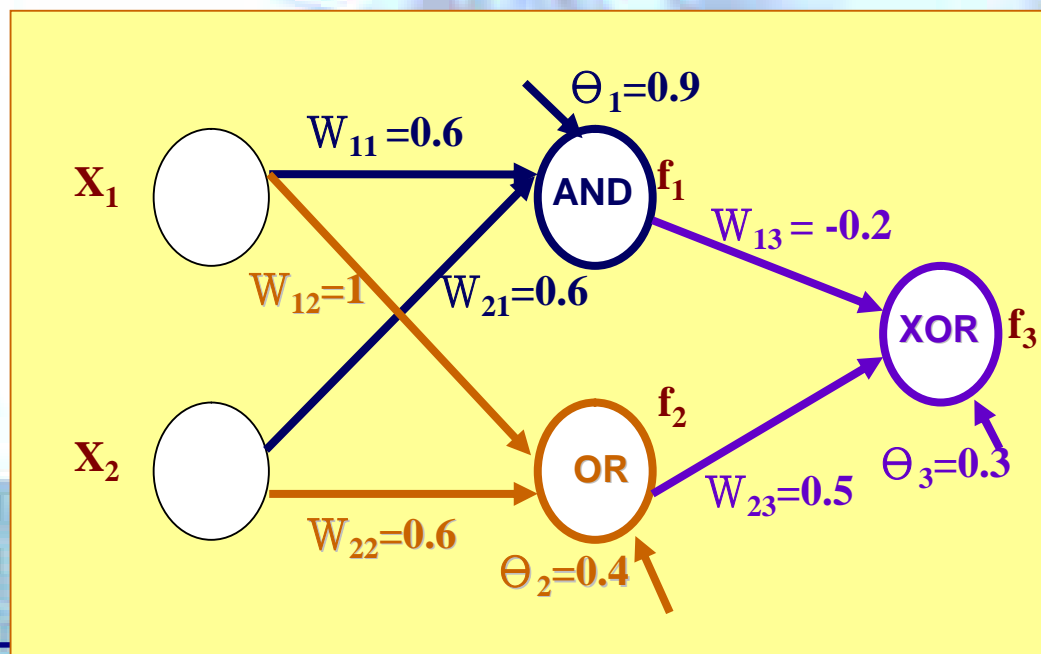 Θ₁=0.9
W₁₁ =0.6
X₁
AND
f₁
W₁₃ = -0.2
W₁₂=1
W₂₁=0.6
XOR
f₃
f₂
X₂
OR
Θ₃=0.3
W₂₃=0.5
W₂₂=0.6
Θ₂=0.4